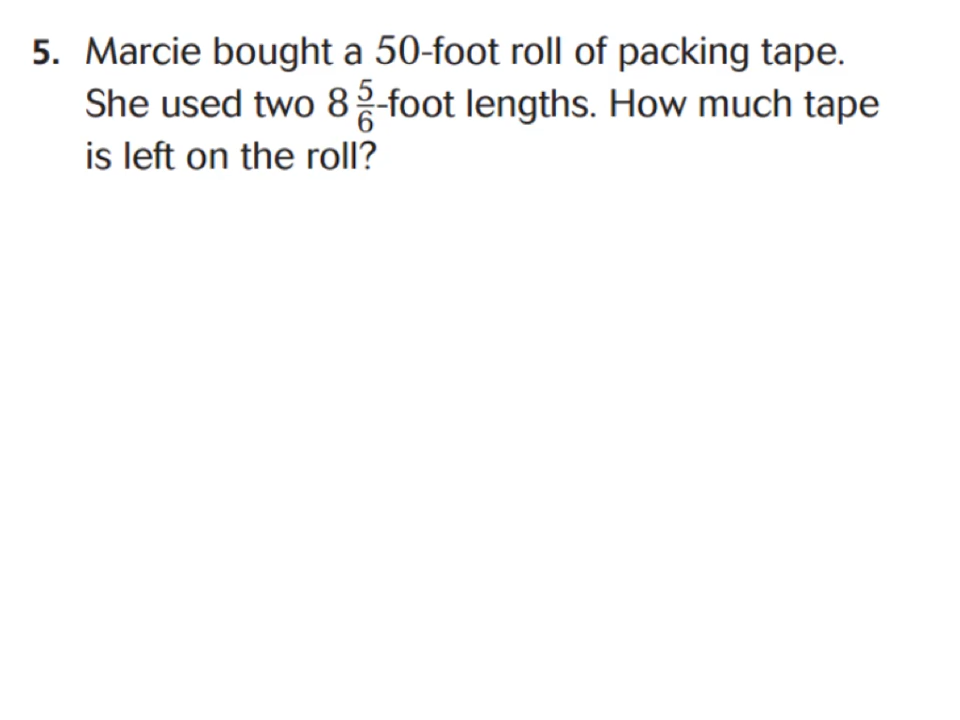 5. Marcie bought a 50-foot roll of packing tape.
She used two 8 5/6-foot lengths. How much tape
is left on the roll?